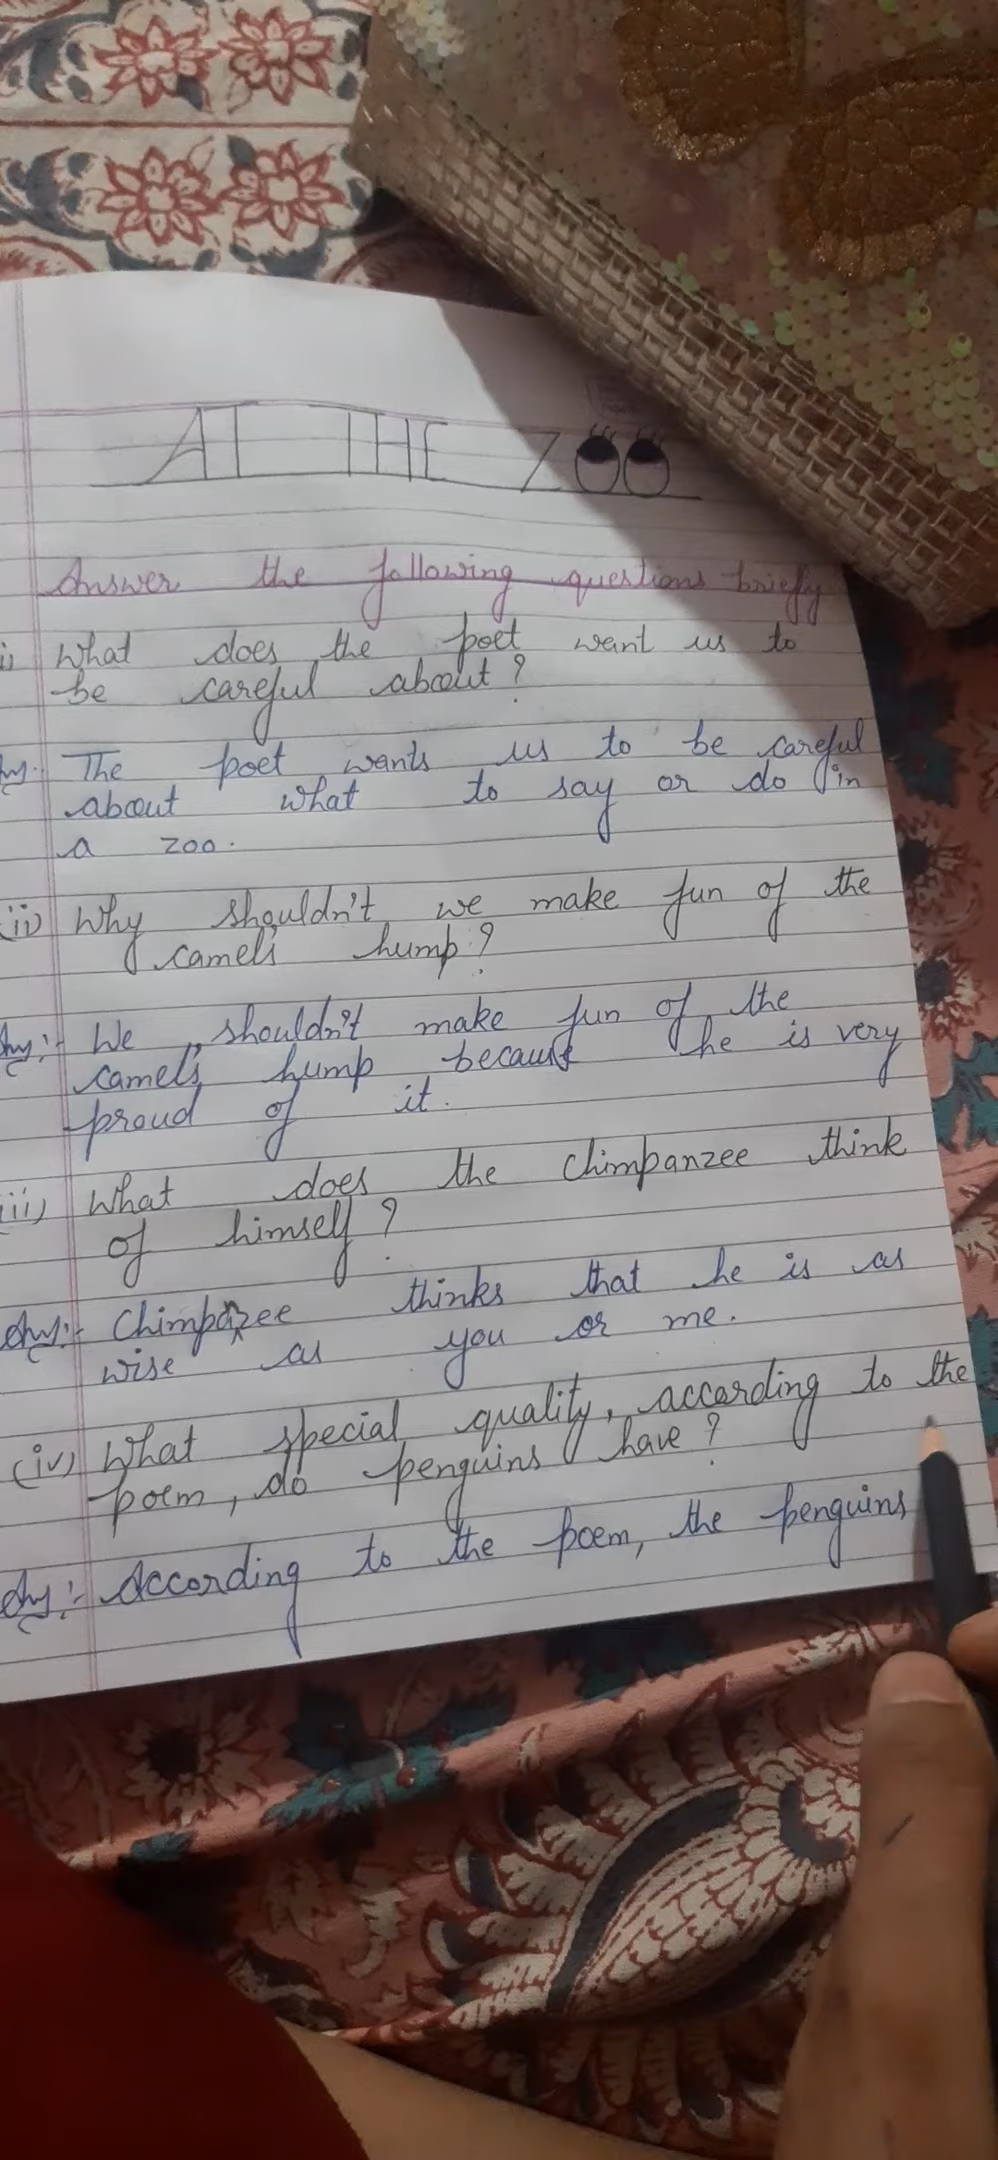 AT THE ZOO
Answer the following questions briefly
i) What does the poet want us to
be careful about?
Ans:- The poet wants us to be careful
about what to say or do in
a zoo.
(ii) Why shouldn't we make fun of the
camel's hump?
Ans:- We shouldn't make fun of the
camel's hump because he is very
proud of it.
(iii) What does the Chimpanzee think
of himself?
Ans:- Chimpanzee thinks that he is as
wise as you or me.
(iv) What special quality, according to the
poem, do penguins have?
Ans:- According to the poem, the penguins